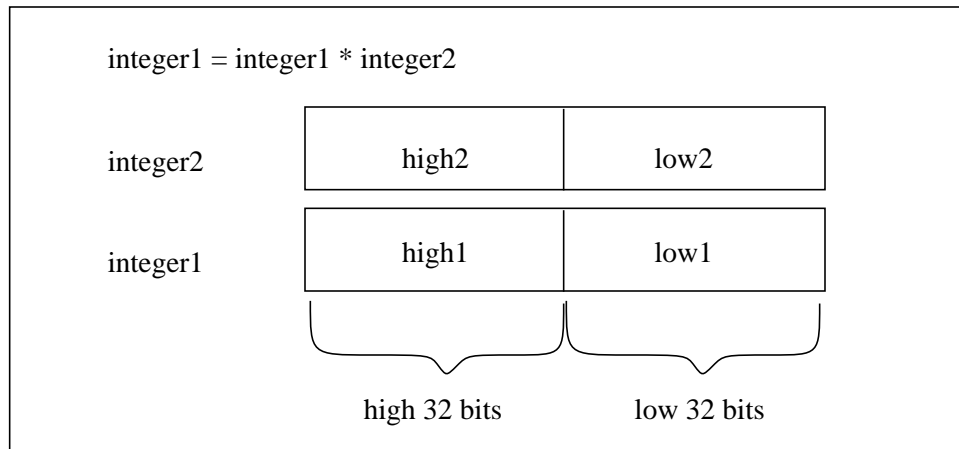 integer1 = integer1 * integer2
integer2 high2 low2
integer1 high1 low1
high 32 bits low 32 bits